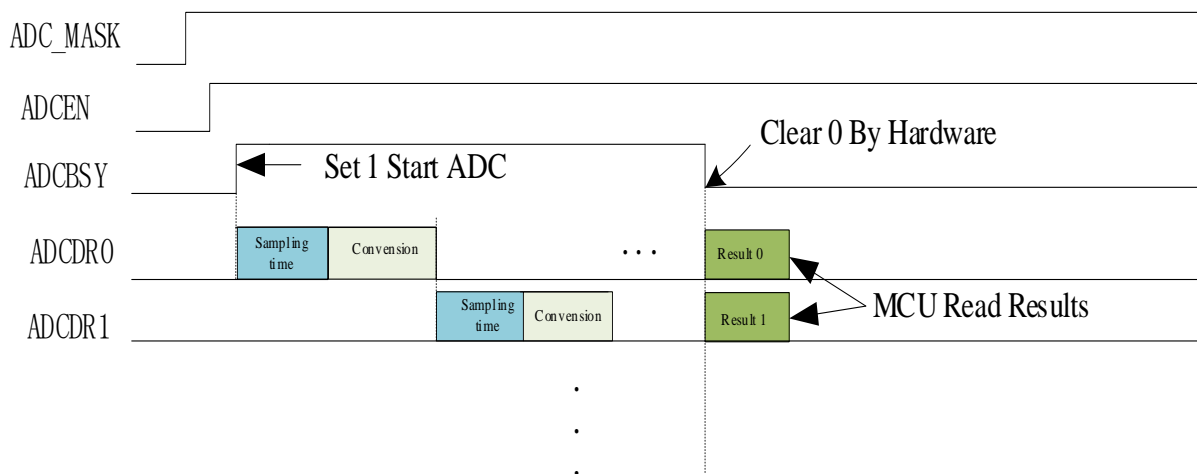 ADC_MASK
ADCEN
Clear 0 By Hardware
ADCBSY
Set 1 Start ADC
ADCDR0
Sampling
time
Convension
...
Result 0
MCU Read Results
ADCDR1
Sampling
time
Convension
Result 1
.
.
.